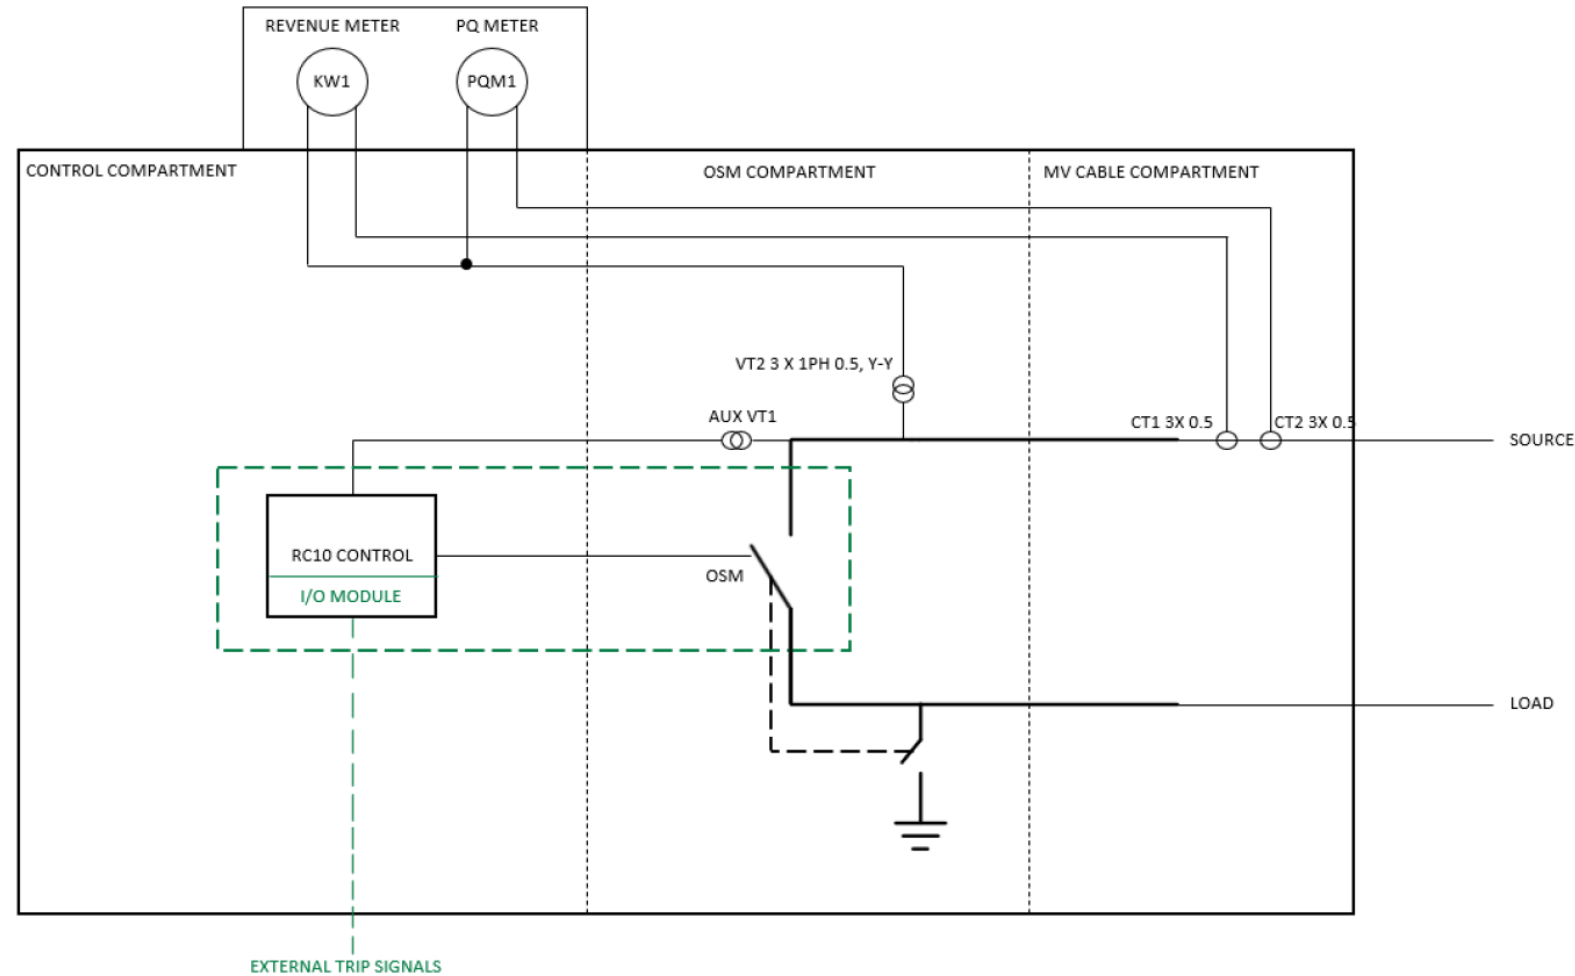 REVENUE METER
PQ METER
KW1
PQM1
CONTROL COMPARTMENT
OSM COMPARTMENT
MV CABLE COMPARTMENT
VT2 3 X 1PH 0.5, Y-Y
AUX VT1
CT1 3X 0.5
CT2 3X 0.5
SOURCE
RC10 CONTROL
OSM
I/O MODULE
LOAD
EXTERNAL TRIP SIGNALS